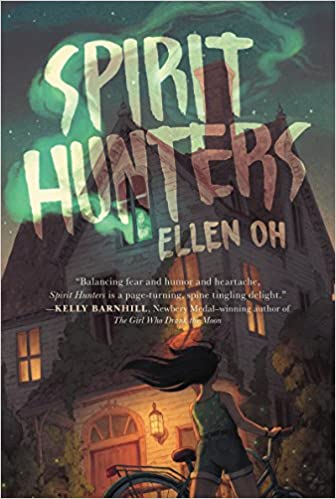 SPIRIT
HUNTERS
ELLEN OH
“Balancing fear and humor and heartache,
Spirit Hunters is a page-turning, spine tingling delight.”
—KELLY BARNHILL, Newbery Medal–winning author of
The Girl Who Drank the Moon